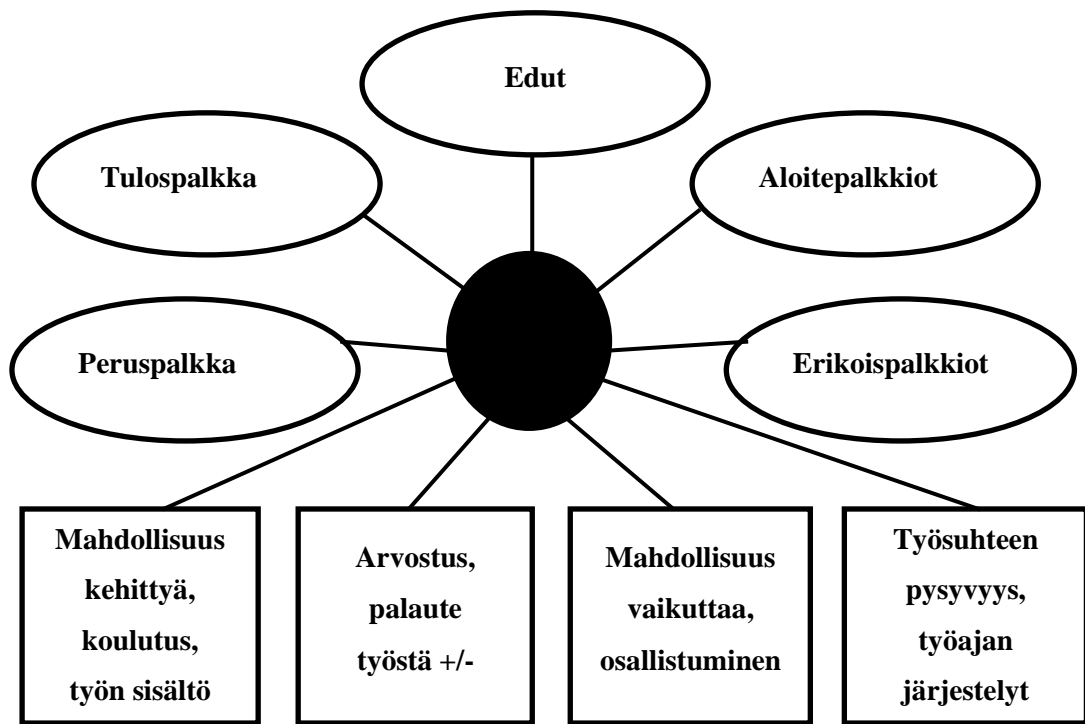 Edut
Tulospalkka
Aloitepalkkiot
Peruspalkka
Erikoispalkkiot
Mahdollisuus
kehittyä,
koulutus,
työn sisältö
Arvostus,
palaute
työstä +/-
Mahdollisuus
vaikuttaa,
osallistuminen
Työsuhteen
pysyvyys,
työajan
järjestelyt